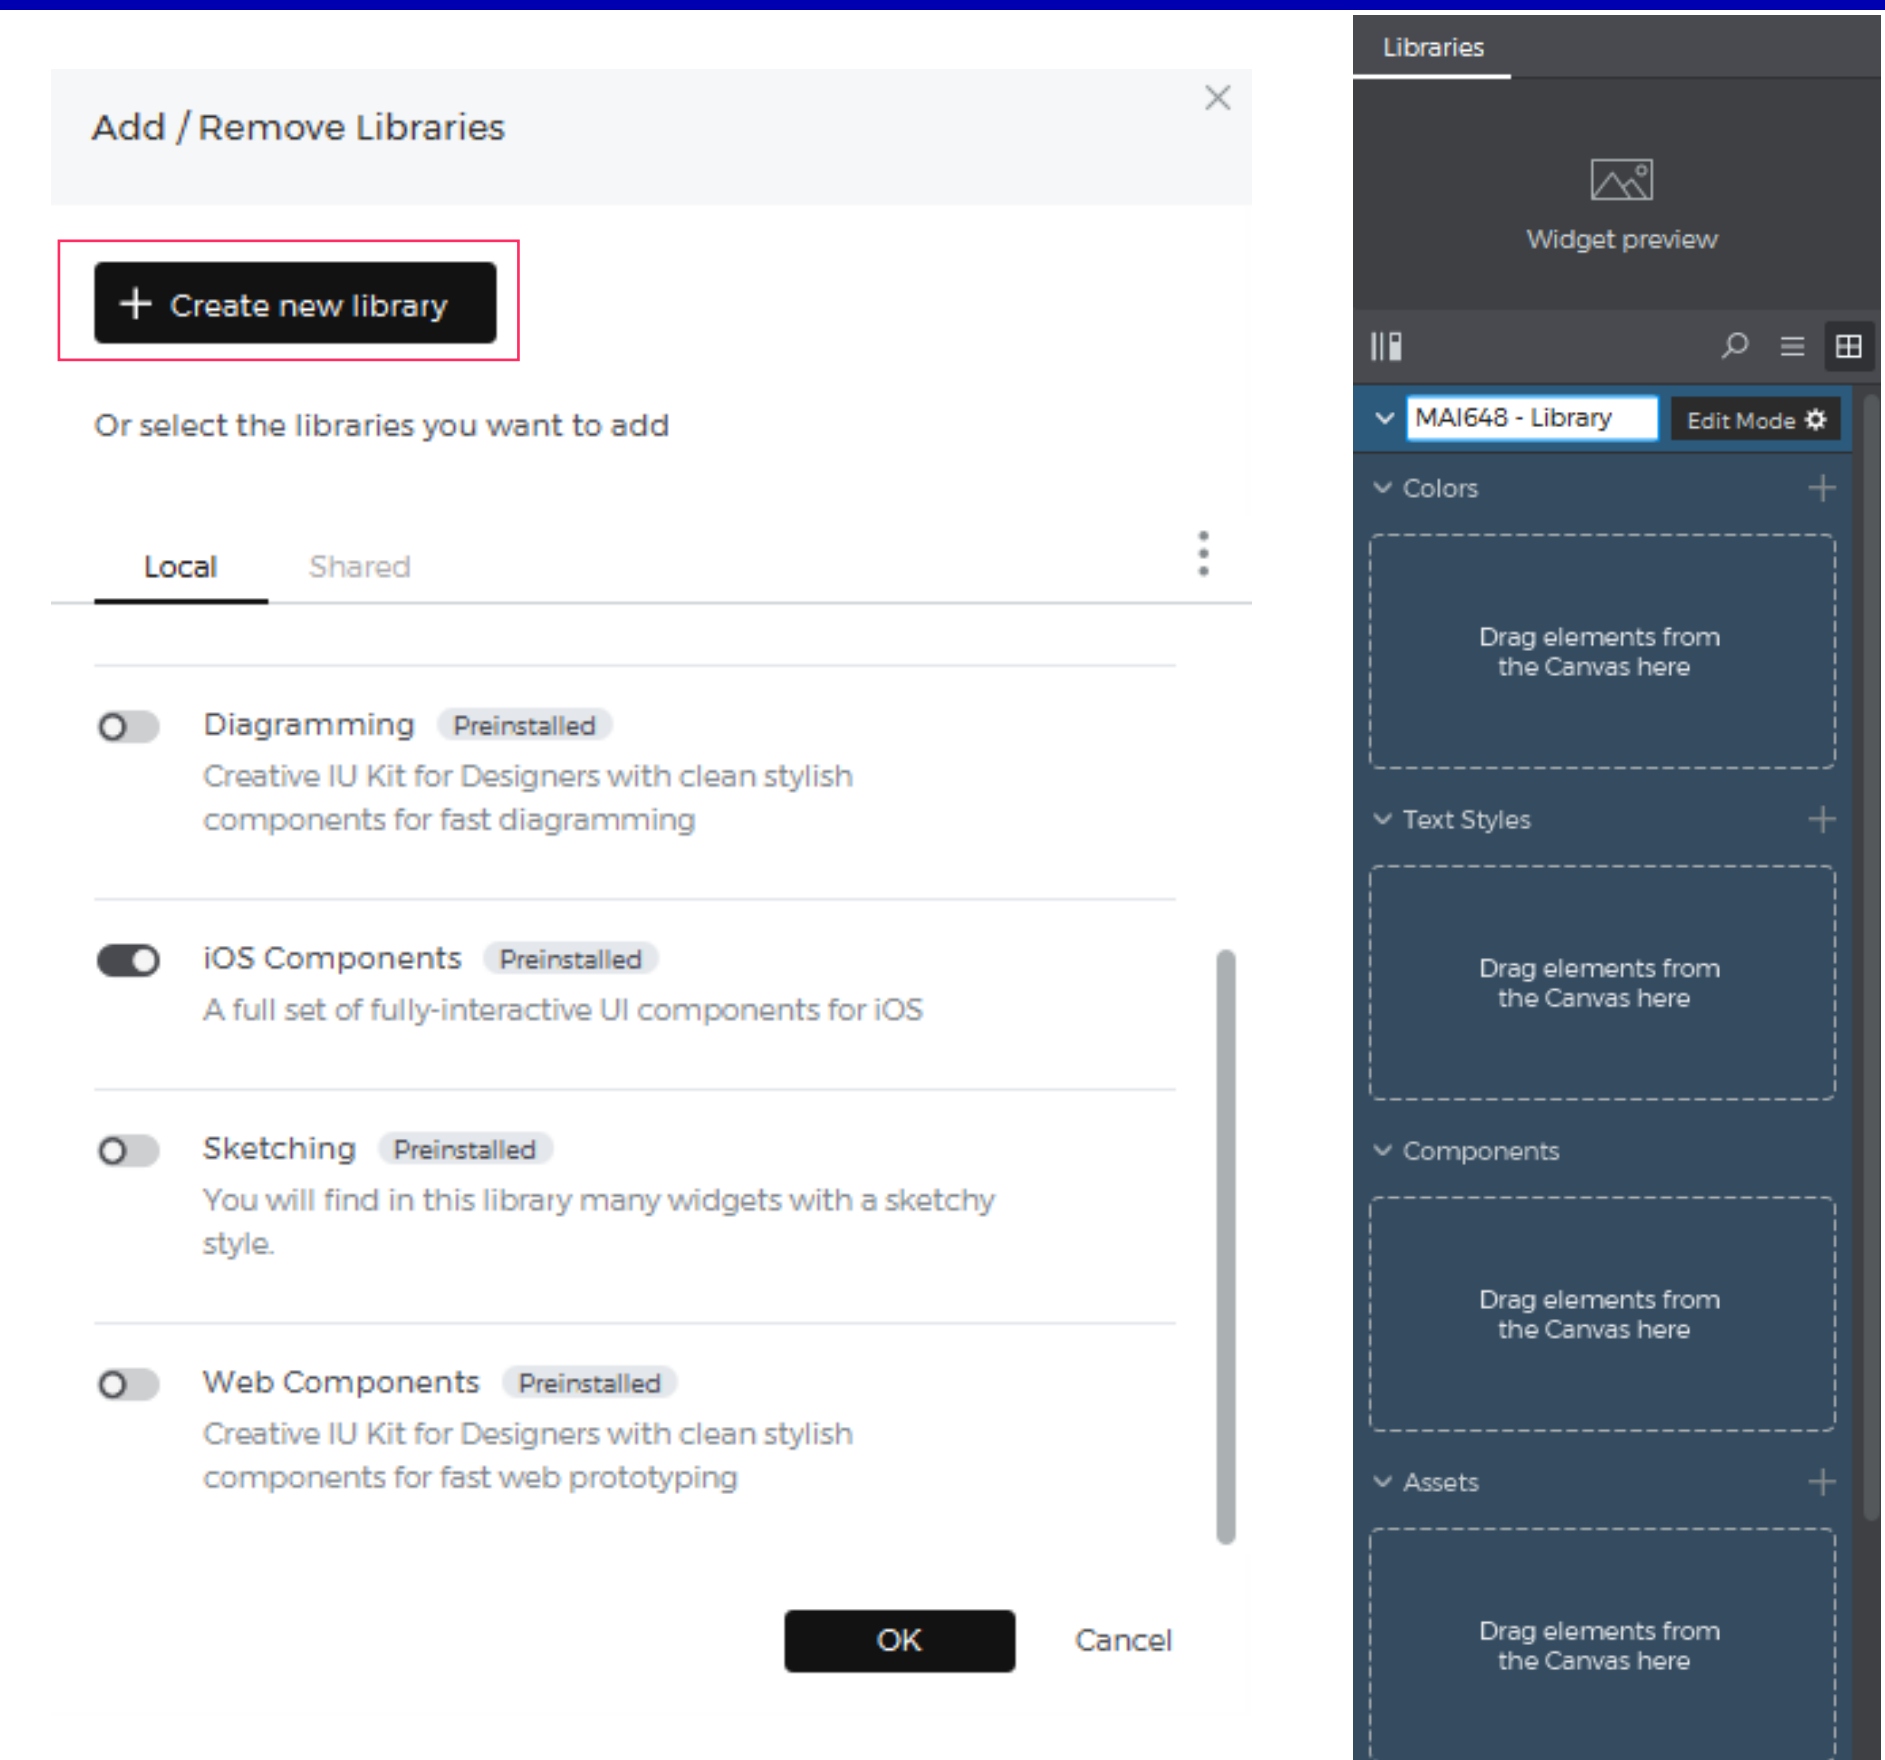 Add / Remove Libraries
Create new library
Or select the libraries you want to add
Local
Shared
Diagramming Preinstalled
Creative IU Kit for Designers with clean stylish
components for fast diagramming
iOS Components Preinstalled
A full set of fully-interactive UI components for iOS
Sketching Preinstalled
You will find in this library many widgets with a sketchy
style.
Web Components Preinstalled
Creative IU Kit for Designers with clean stylish
components for fast web prototyping
OK
Cancel
Libraries
Widget preview
MAI648 - Library
Edit Mode
Colors
Drag elements from
the Canvas here
Text Styles
Drag elements from
the Canvas here
Components
Drag elements from
the Canvas here
Assets
Drag elements from
the Canvas here